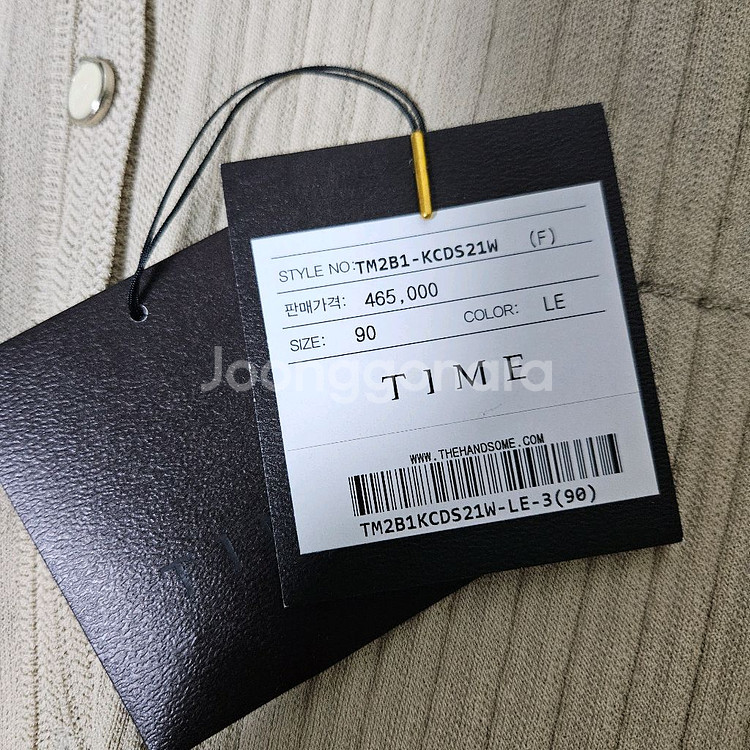 STYLE NO:TM2B1-KCDS21W (F)
판매가격: 465,000
SIZE: 90 COLOR: LE
Joonggonara
TIME
WWW.THEHANDSOME.COM
TM2B1KCDS21W-LE-3(90)
TI